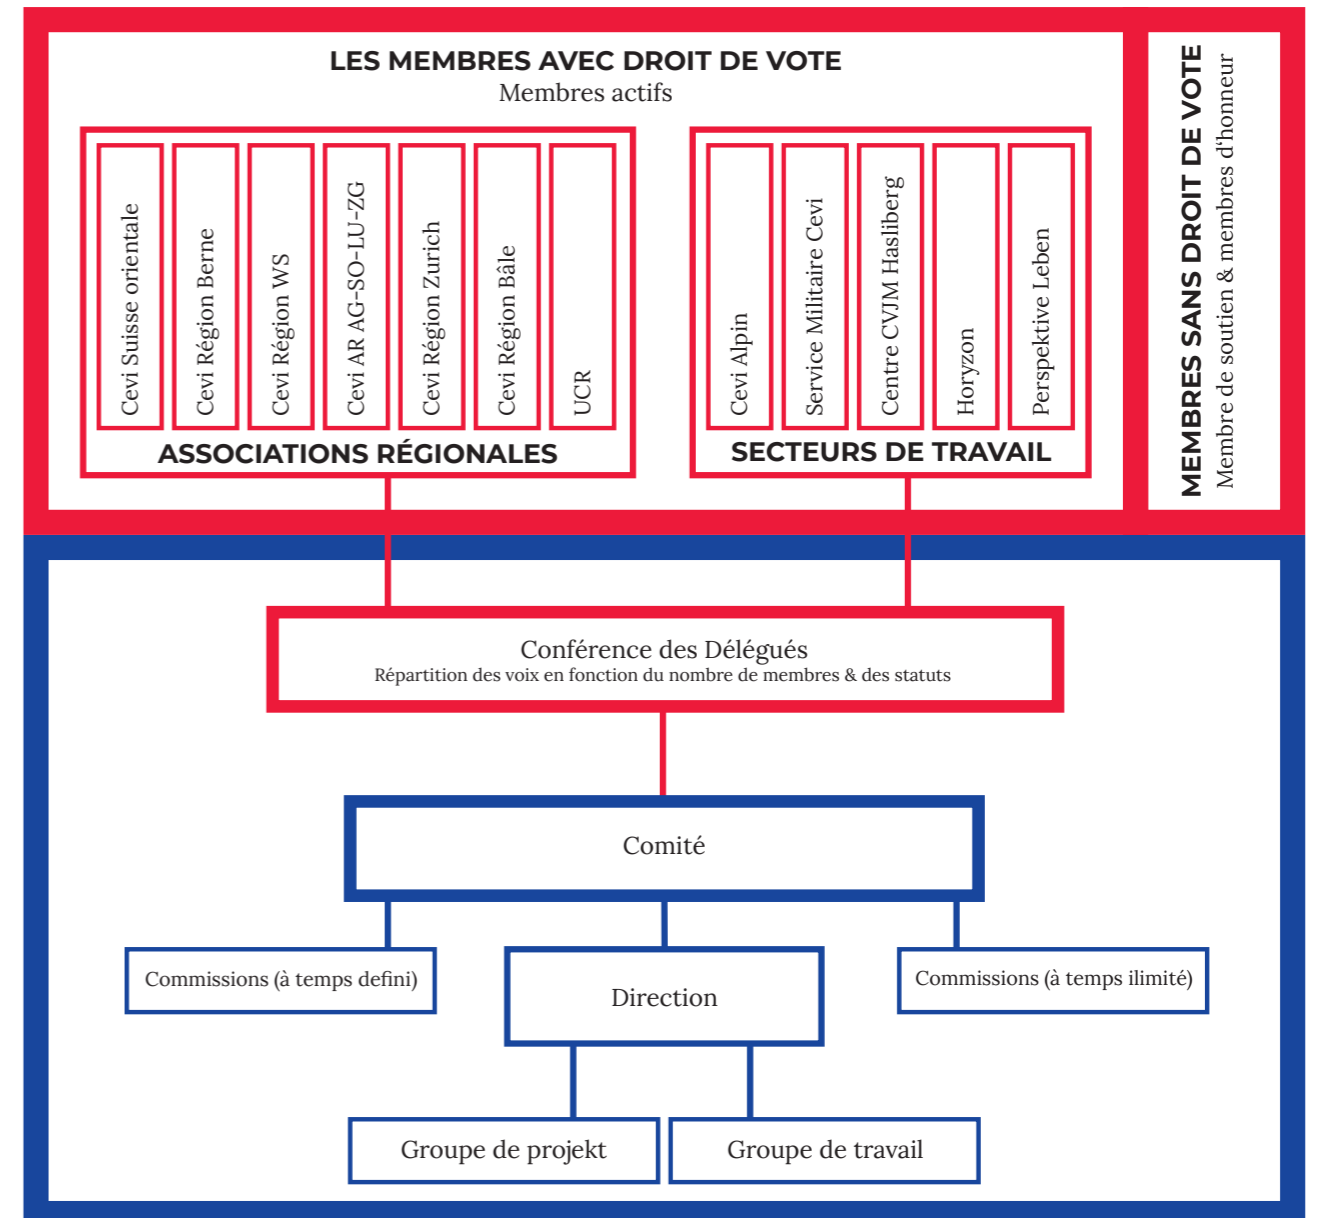 LES MEMBRES AVEC DROIT DE VOTE
Membres actifs
Cevi Suisse orientale
Cevi Région Berne
Cevi Région WS
Cevi AR AG-SO-LU-ZG
Cevi Région Zurich
Cevi Région Bâle
UCR
ASSOCIATIONS RÉGIONALES
Cevi Alpin
Service Militaire Cevi
Centre CVJM Hasliberg
Horyzon
Perspektive Leben
SECTEURS DE TRAVAIL
MEMBRES SANS DROIT DE VOTE
Membre de soutien & membres d‘honneur
Conférence des Délégués
Répartition des voix en fonction du nombre de membres & des statuts
Comité
Commissions (à temps defini)
Direction
Commissions (à temps ilimité)
Groupe de projekt
Groupe de travail